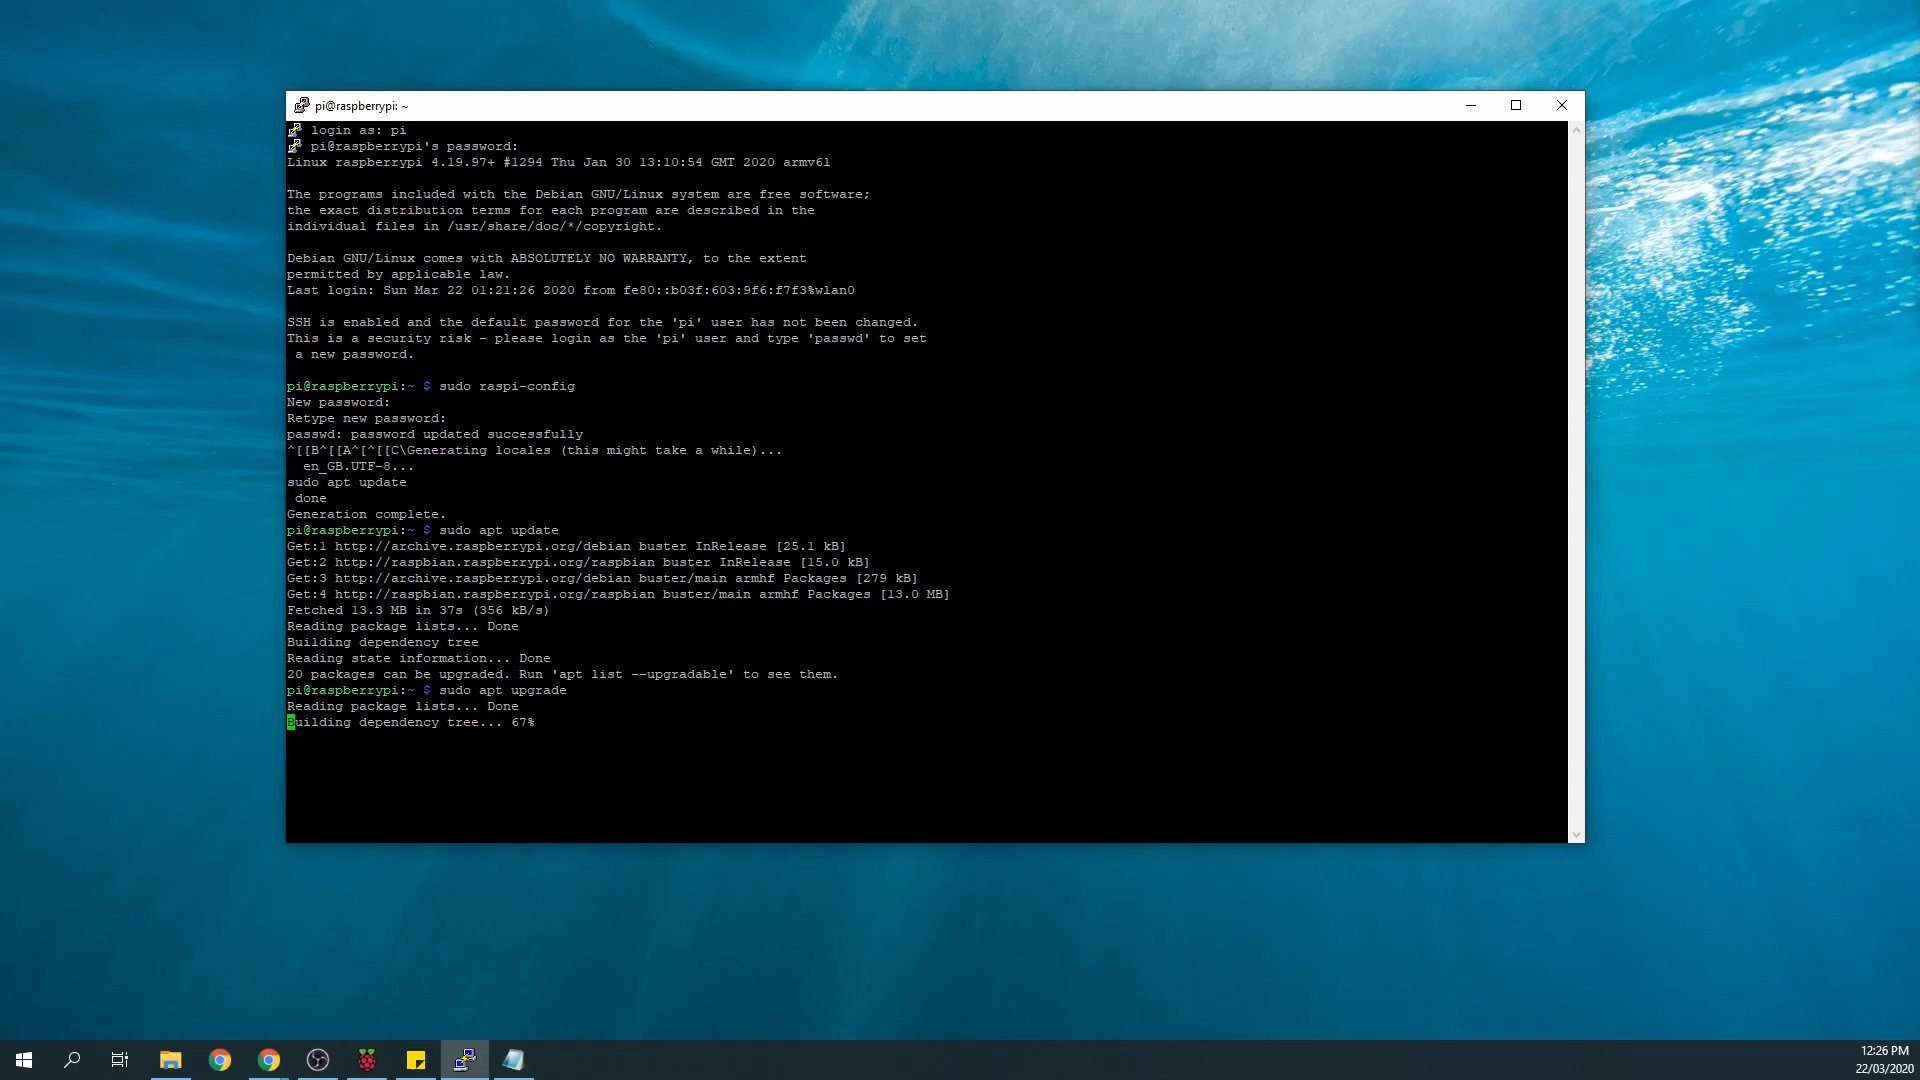 pi@raspberrypi: ~
login as: pi
pi@raspberrypi's password:
Linux raspberrypi 4.19.97+ #1294 Thu Jan 30 13:10:54 GMT 2020 armv6l
The programs included with the Debian GNU/Linux system are free software;
the exact distribution terms for each program are described in the
individual files in /usr/share/doc/*/copyright.
Debian GNU/Linux comes with ABSOLUTELY NO WARRANTY, to the extent
permitted by applicable law.
Last login: Sun Mar 22 01:21:26 2020 from fe80::b03f:603:9f6:f7f3%wlan0
SSH is enabled and the default password for the 'pi' user has not been changed.
This is a security risk - please login as the 'pi' user and type 'passwd' to set
 a new password.
pi@raspberrypi:~ $ sudo raspi-config
New password:
Retype new password:
passwd: password updated successfully
^[[B^[[A^[^[[C\Generating locales (this might take a while)...
  en_GB.UTF-8...
sudo apt update
 done
Generation complete.
pi@raspberrypi:~ $ sudo apt update
Get:1 http://archive.raspberrypi.org/debian buster InRelease [25.1 kB]
Get:2 http://raspbian.raspberrypi.org/raspbian buster InRelease [15.0 kB]
Get:3 http://archive.raspberrypi.org/debian buster/main armhf Packages [279 kB]
Get:4 http://raspbian.raspberrypi.org/raspbian buster/main armhf Packages [13.0 MB]
Fetched 13.3 MB in 37s (356 kB/s)
Reading package lists... Done
Building dependency tree
Reading state information... Done
20 packages can be upgraded. Run 'apt list --upgradable' to see them.
pi@raspberrypi:~ $ sudo apt upgrade
Reading package lists... Done
Building dependency tree... 67%
12:26 PM
22/03/2020